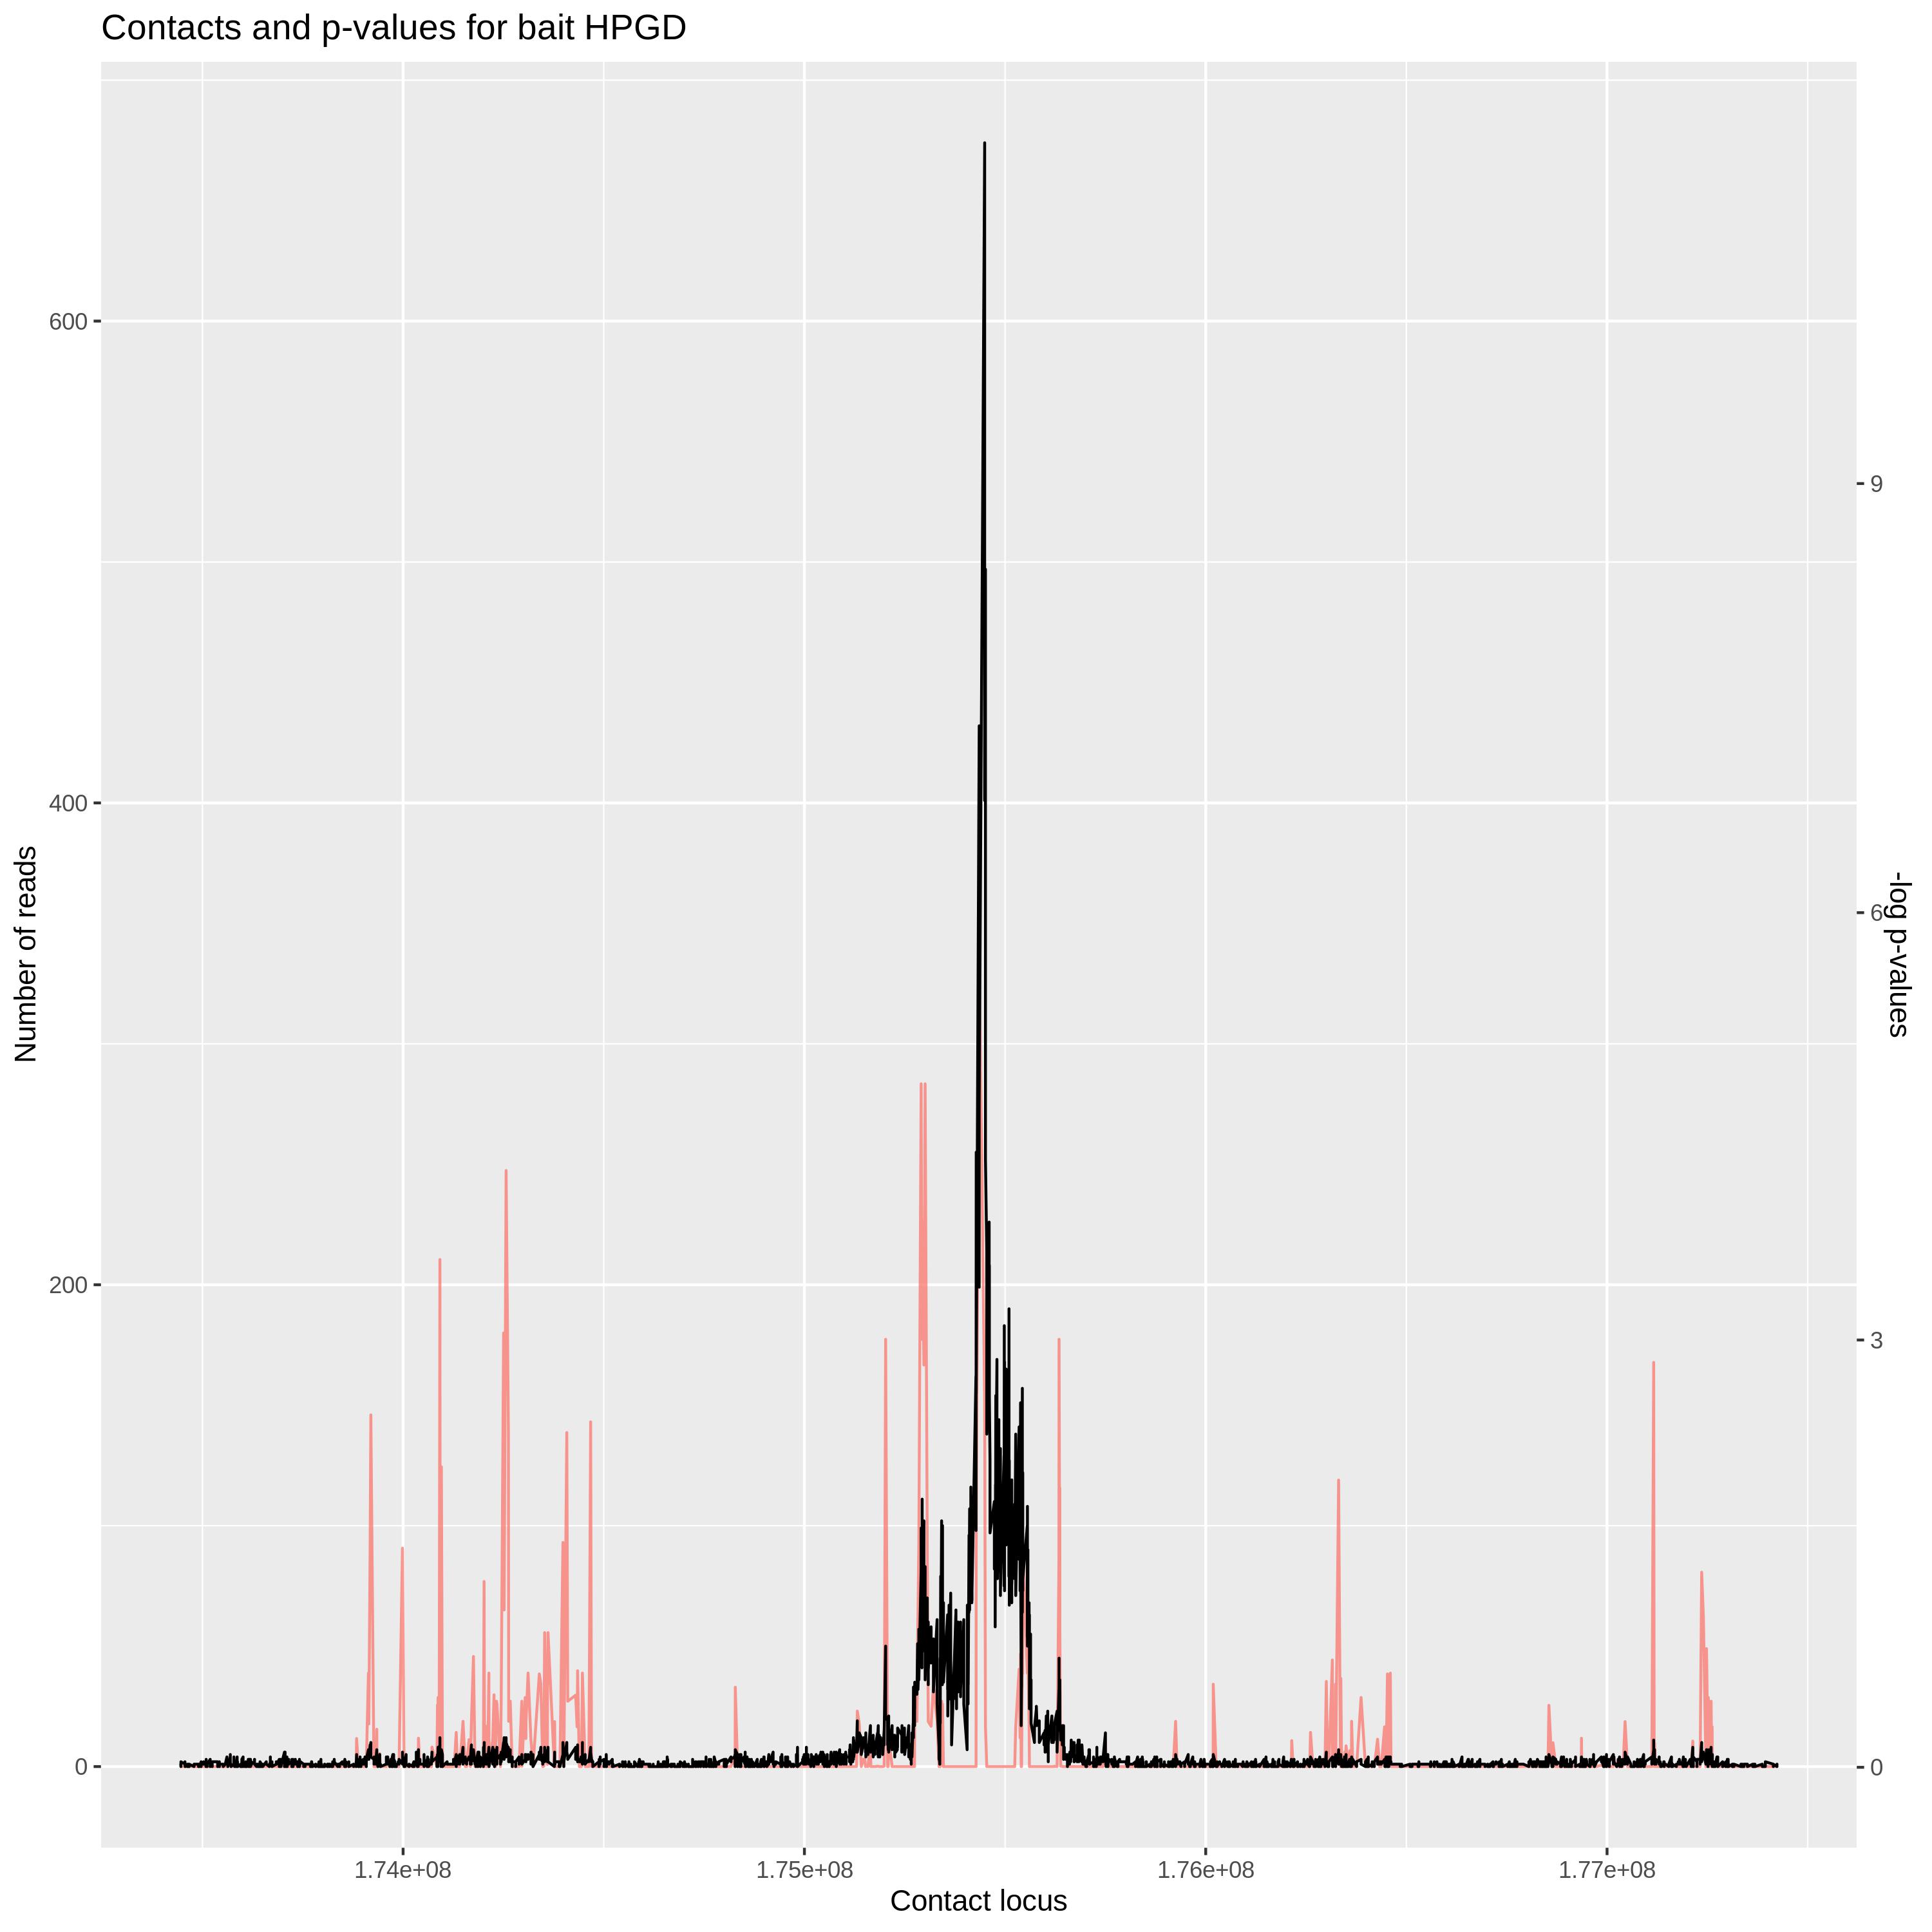 Contacts and p-values for bait HPGD
Number of reads
600
400
200
0
9
6
3
0
-log p-values
1.74e+08
1.75e+08
1.76e+08
1.77e+08
Contact locus